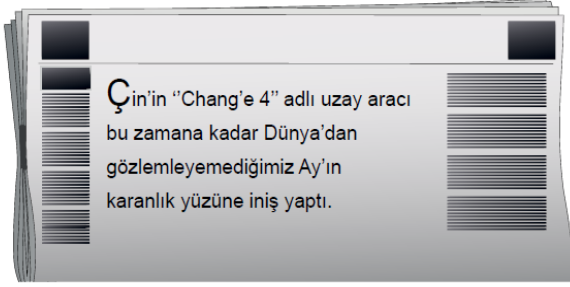 Çin'in ‘‘Chang'e 4’’ adlı uzay aracı
bu zamana kadar Dünya'dan
gözlemleyemediğimiz Ay'ın
karanlık yüzüne iniş yaptı.